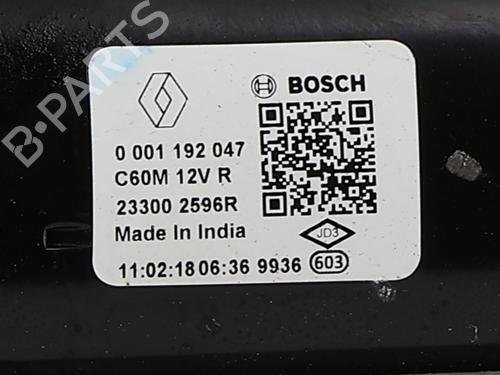 BOSCH
0 001 192 047
C60M 12V R
23300 2596R
Made In India
JD3
11:02:18 06:36 9936 603
B-PARTS